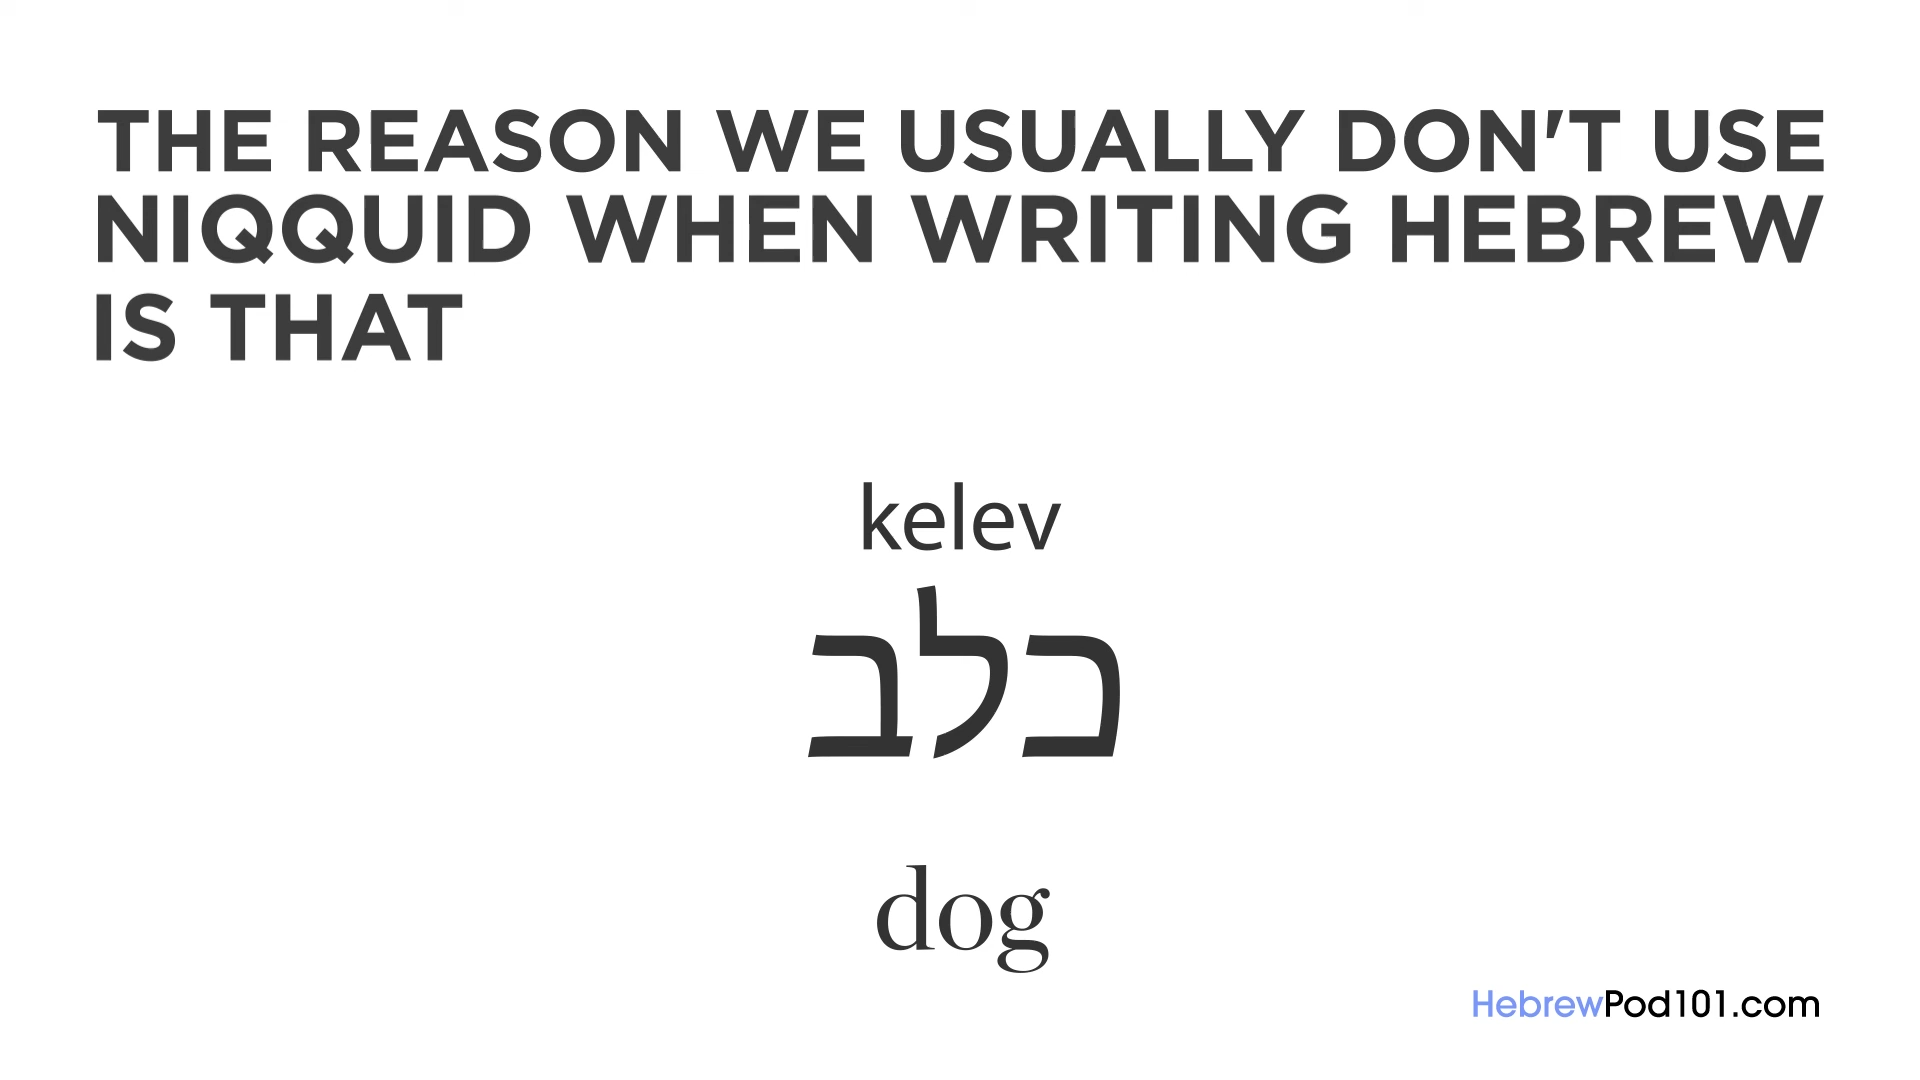 THE REASON WE USUALLY DON'T USE
NIQQUID WHEN WRITING HEBREW
IS THAT
kelev
כלב
dog
HebrewPod101.com